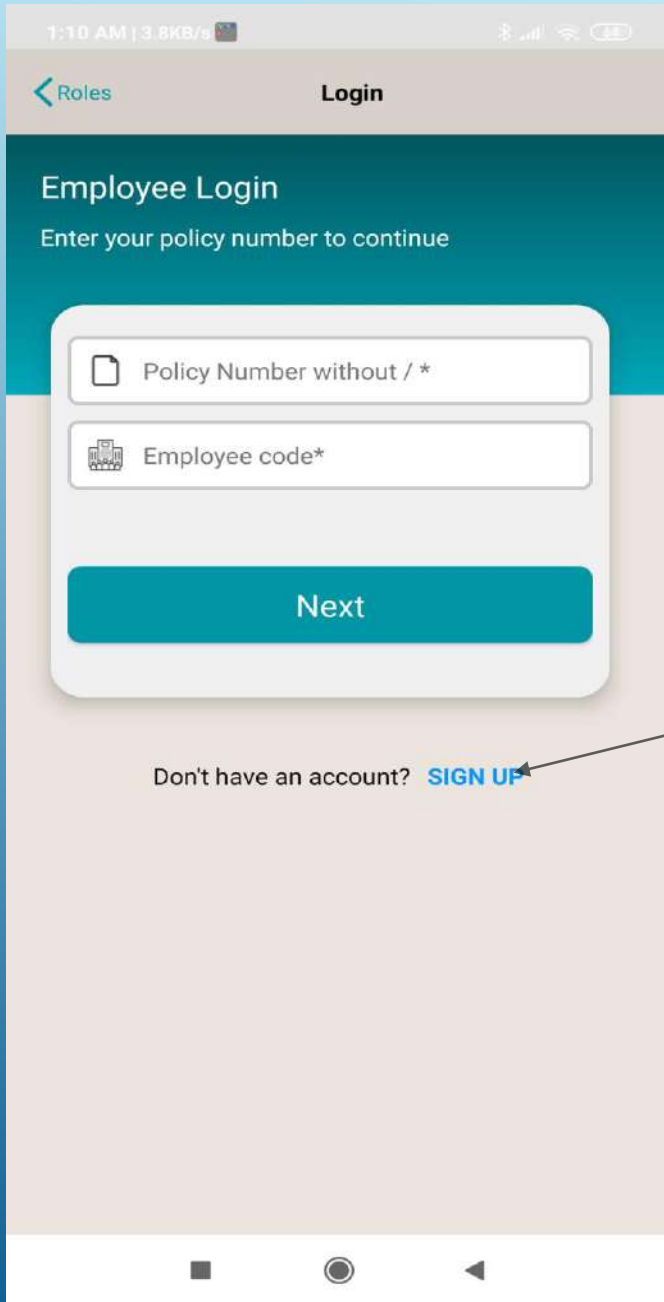 1:10 AM | 3.8KB/s
Roles
Login
Employee Login
Enter your policy number to continue
Policy Number without / *
Employee code*
Next
Don't have an account? SIGN UP